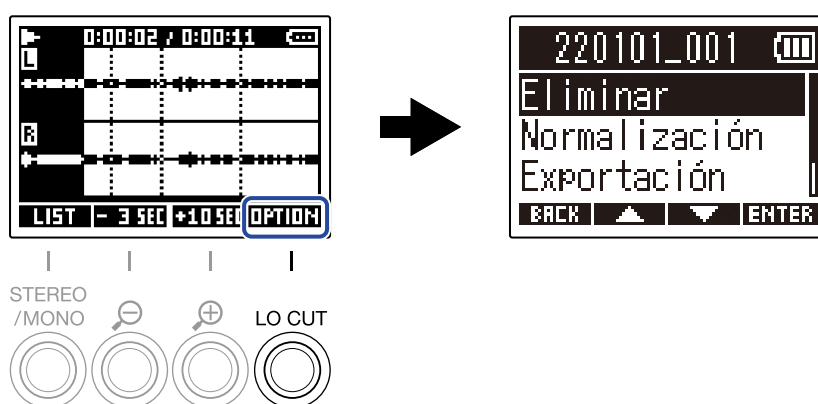 0:00:02 / 0:00:11
L
R
LIST - 3 SEC +10 SEC OPTION
STEREO
/MONO
LO CUT
220101_001
Eliminar
Normalización
Exportación
BACK ENTER